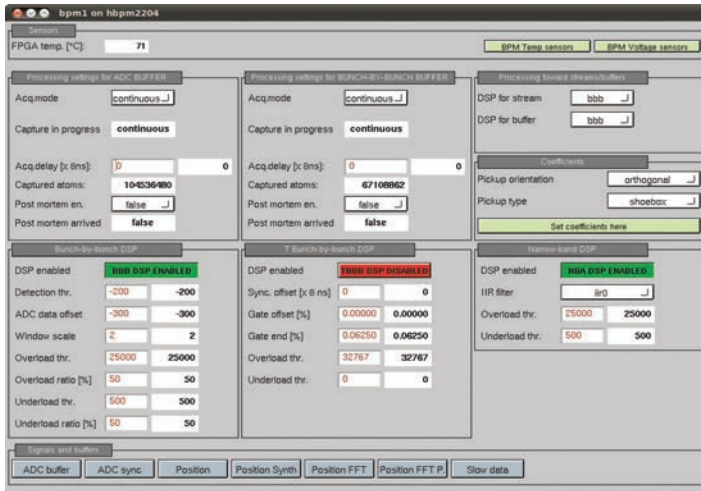 bpm1 on hbpm2204
Sensors
FPGA temp. [°C]: 71 BPM Temp sensors BPM Voltage sensors
Processing settings for ADC BUFFER
Acq.mode continuous
Capture in progress continuous
Acq.delay [x 8ns]: 0 0
Captured atoms: 104536480
Post mortem en. false
Post mortem arrived false
Processing settings for BUNCH-BY-BUNCH BUFFER
Acq.mode continuous
Capture in progress continuous
Acq.delay [x 8ns]: 0 0
Captured atoms: 67108862
Post mortem en. false
Post mortem arrived false
Processing toward streams/buffers
DSP for stream bbb
DSP for buffer bbb
Coefficients
Pickup orientation orthogonal
Pickup type shoebox
Set coefficients here
Bunch-by-bunch DSP
DSP enabled BBB DSP ENABLED
Detection thr. -200 -200
ADC data offset -300 -300
Window scale 2 2
Overload thr. 25000 25000
Overload ratio [%] 50 50
Underload thr. 500 500
Underload ratio [%] 50 50
T Bunch-by-bunch DSP
DSP enabled TBBB DSP DISABLED
Sync. offset [x 8 ns] 0 0
Gate offset [%] 0.00000 0.00000
Gate end [%] 0.06250 0.06250
Overload thr. 32767 32767
Underload thr. 0 0
Narrow-band DSP
DSP enabled NBA DSP ENABLED
IIR filter iir0
Overload thr. 25000 25000
Underload thr. 500 500
Signals and buffers
ADC buffer ADC sync Position Position Synth Position FFT Position FFT P. Slow data